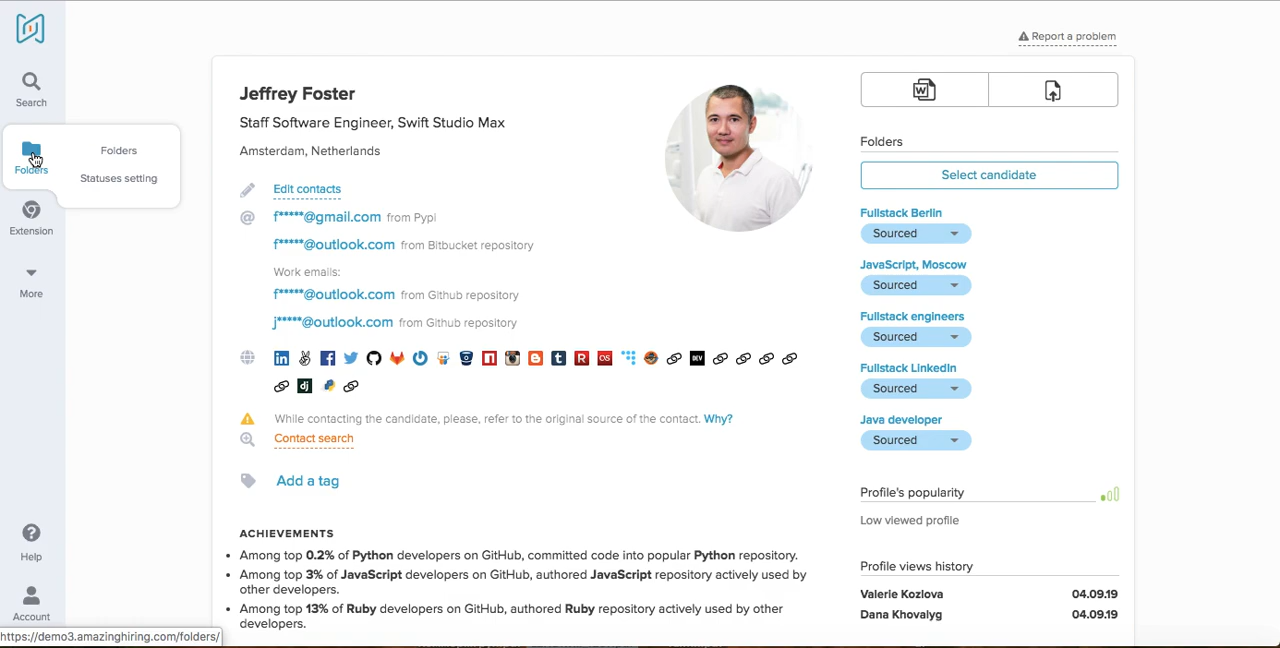 Report a problem
Search
Folders
Folders
Statuses setting
Extension
More
Help
Account
https://demo3.amazinghiring.com/folders/
Jeffrey Foster
Staff Software Engineer, Swift Studio Max
Amsterdam, Netherlands
Edit contacts
f*****@gmail.com from Pypi
f*****@outlook.com from Bitbucket repository
Work emails:
f*****@outlook.com from Github repository
j*****@outlook.com from Github repository
While contacting the candidate, please, refer to the original source of the contact. Why?
Contact search
Add a tag
ACHIEVEMENTS
• Among top 0.2% of Python developers on GitHub, committed code into popular Python repository.
• Among top 3% of JavaScript developers on GitHub, authored JavaScript repository actively used by
other developers.
• Among top 13% of Ruby developers on GitHub, authored Ruby repository actively used by other
developers.
Folders
Select candidate
Fullstack Berlin
Sourced
JavaScript, Moscow
Sourced
Fullstack engineers
Sourced
Fullstack LinkedIn
Sourced
Java developer
Sourced
Profile's popularity
Low viewed profile
Profile views history
Valerie Kozlova 04.09.19
Dana Khovalyg 04.09.19